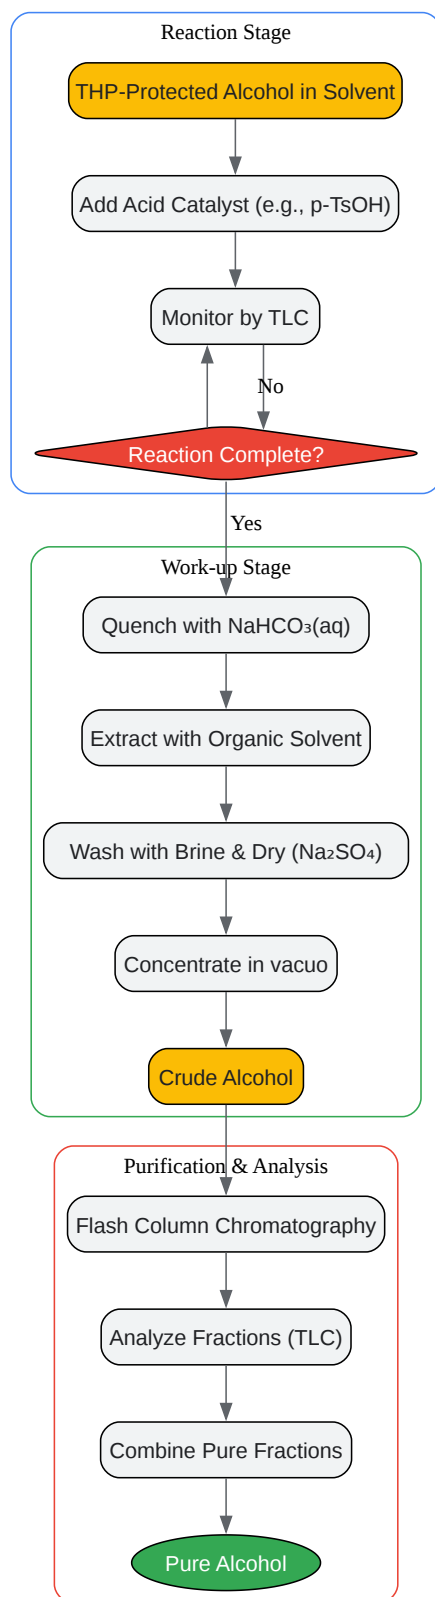 Reaction Stage
THP-Protected Alcohol in Solvent
Add Acid Catalyst (e.g., p-TsOH)
Monitor by TLC
No
Reaction Complete?
Yes
Work-up Stage
Quench with NaHCO₃(aq)
Extract with Organic Solvent
Wash with Brine & Dry (Na₂SO₄)
Concentrate in vacuo
Crude Alcohol
Purification & Analysis
Flash Column Chromatography
Analyze Fractions (TLC)
Combine Pure Fractions
Pure Alcohol